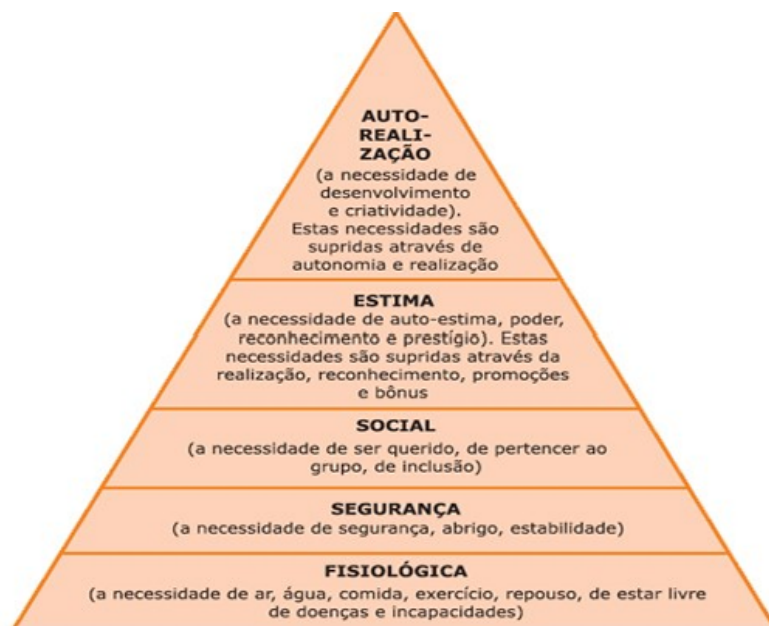 AUTO-
REALI-
ZAÇÃO
(a necessidade de
desenvolvimento
e criatividade).
Estas necessidades são
supridas através de
autonomia e realização
ESTIMA
(a necessidade de auto-estima, poder,
reconhecimento e prestígio). Estas
necessidades são supridas através da
realização, reconhecimento, promoções
e bônus
SOCIAL
(a necessidade de ser querido, de pertencer ao
grupo, de inclusão)
SEGURANÇA
(a necessidade de segurança, abrigo, estabilidade)
FISIOLÓGICA
(a necessidade de ar, água, comida, exercício, repouso, de estar livre
de doenças e incapacidades)